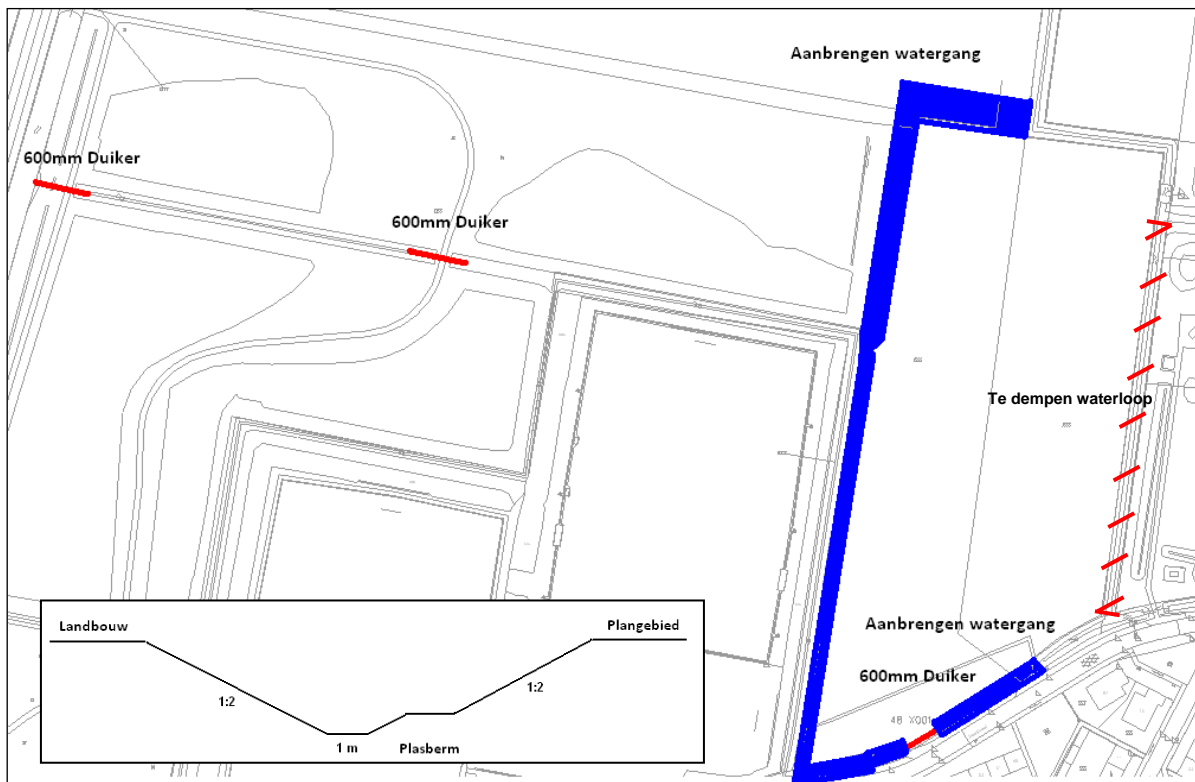 Aanbrengen watergang
600mm Duiker
600mm Duiker
Te dempen waterloop
Aanbrengen watergang
600mm Duiker
Landbouw
Plangebied
1:2
1:2
1 m
Plasberm